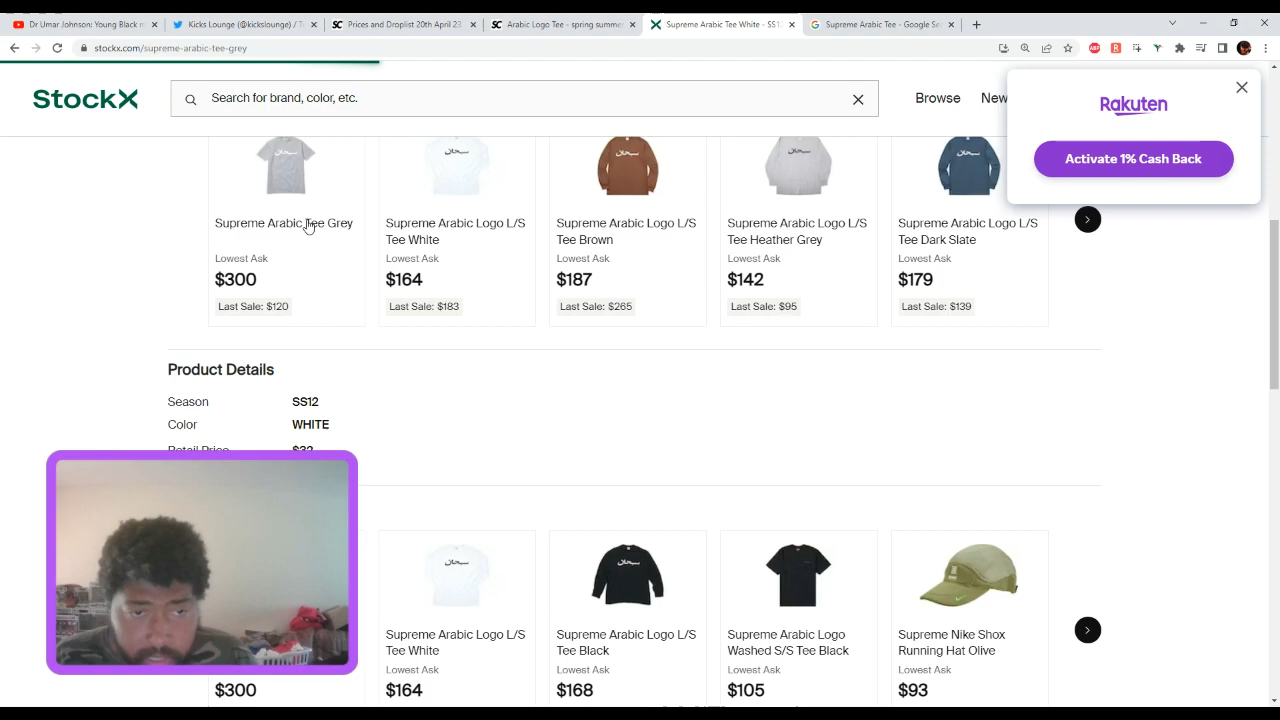 Dr Umar Johnson: Young Black m
Kicks Lounge (@kickslounge) / T
Prices and Droplist 20th April 23
Arabic Logo Tee - spring summer
Supreme Arabic Tee White - SS12
Supreme Arabic Tee - Google Se
stockx.com/supreme-arabic-tee-grey
StockX
Search for brand, color, etc.
Browse
New
Rakuten
Activate 1% Cash Back
Supreme Arabic Tee Grey
Lowest Ask
$300
Last Sale: $120
Supreme Arabic Logo L/S
Tee White
Lowest Ask
$164
Last Sale: $183
Supreme Arabic Logo L/S
Tee Brown
Lowest Ask
$187
Last Sale: $265
Supreme Arabic Logo L/S
Tee Heather Grey
Lowest Ask
$142
Last Sale: $95
Supreme Arabic Logo L/S
Tee Dark Slate
Lowest Ask
$179
Last Sale: $139
Product Details
Season SS12
Color WHITE
Retail Price $32
$300
Supreme Arabic Logo L/S
Tee White
Lowest Ask
$164
Supreme Arabic Logo L/S
Tee Black
Lowest Ask
$168
Supreme Arabic Logo
Washed S/S Tee Black
Lowest Ask
$105
Supreme Nike Shox
Running Hat Olive
Lowest Ask
$93